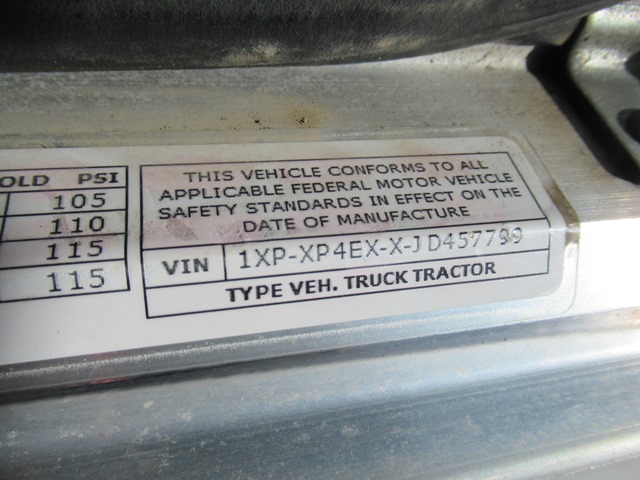 OLD PSI
105
110
115
115
THIS VEHICLE CONFORMS TO ALL
APPLICABLE FEDERAL MOTOR VEHICLE
SAFETY STANDARDS IN EFFECT ON THE
DATE OF MANUFACTURE
VIN 1XP-XP4EX-X-JD457799
TYPE VEH. TRUCK TRACTOR